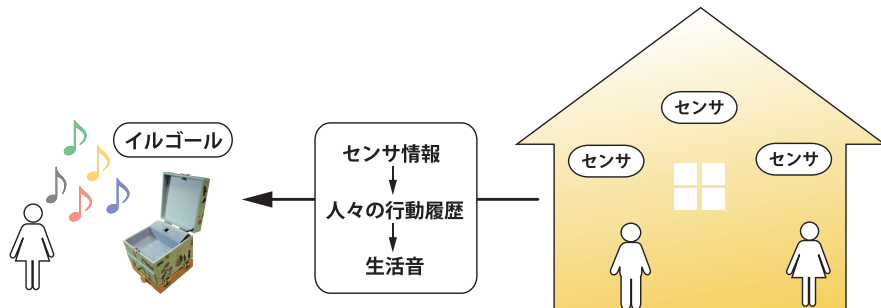 イルゴール
センサ情報
人々の行動履歴
生活音
センサ
センサ
センサ